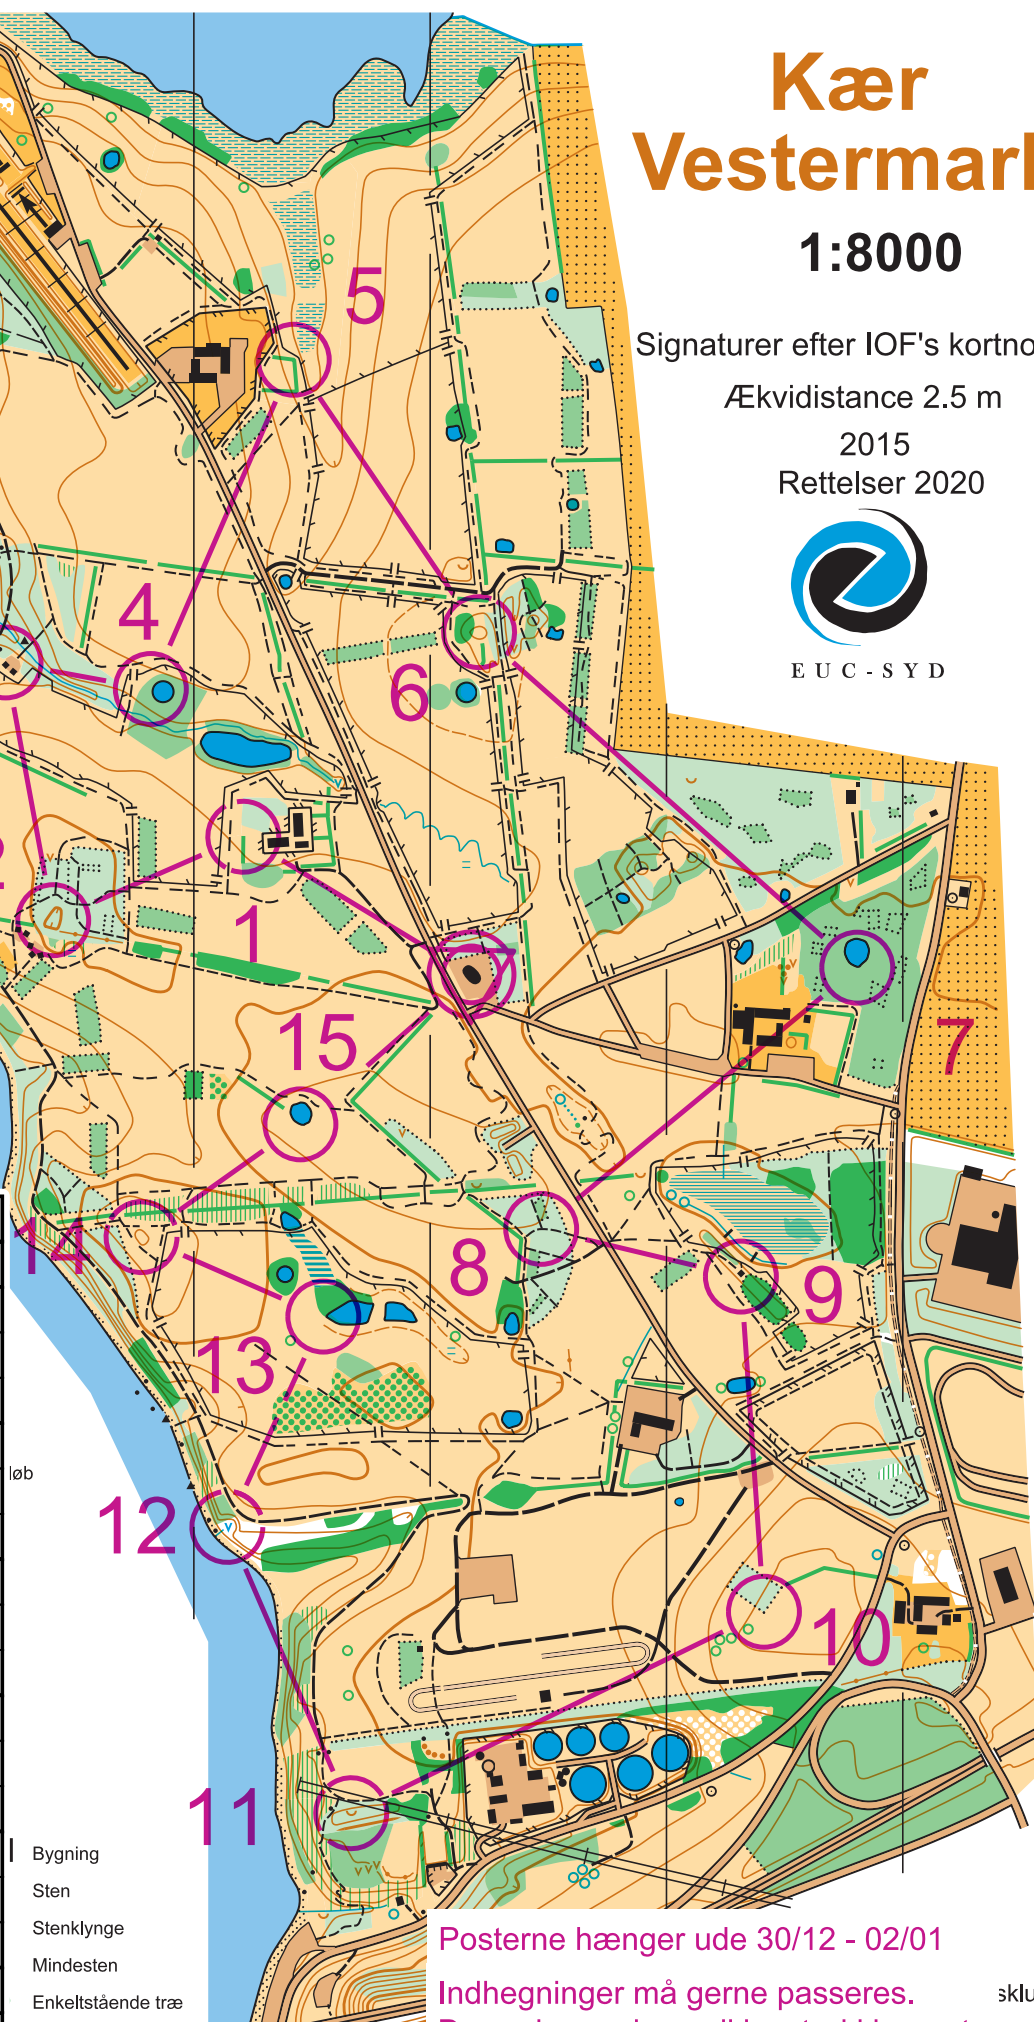 Kær
Vestermark
1:8000
Signaturer efter IOF's kortno
Ækvidistance 2.5 m
2015
Rettelser 2020
EUC-SYD
5
4
6
1
15
7
14
8
9
13
12
10
11
løb
Bygning
Sten
Stenklynge
Mindesten
Enkeltstående træ
Posterne hænger ude 30/12 - 02/01
Indhegninger må gerne passeres.
sklu